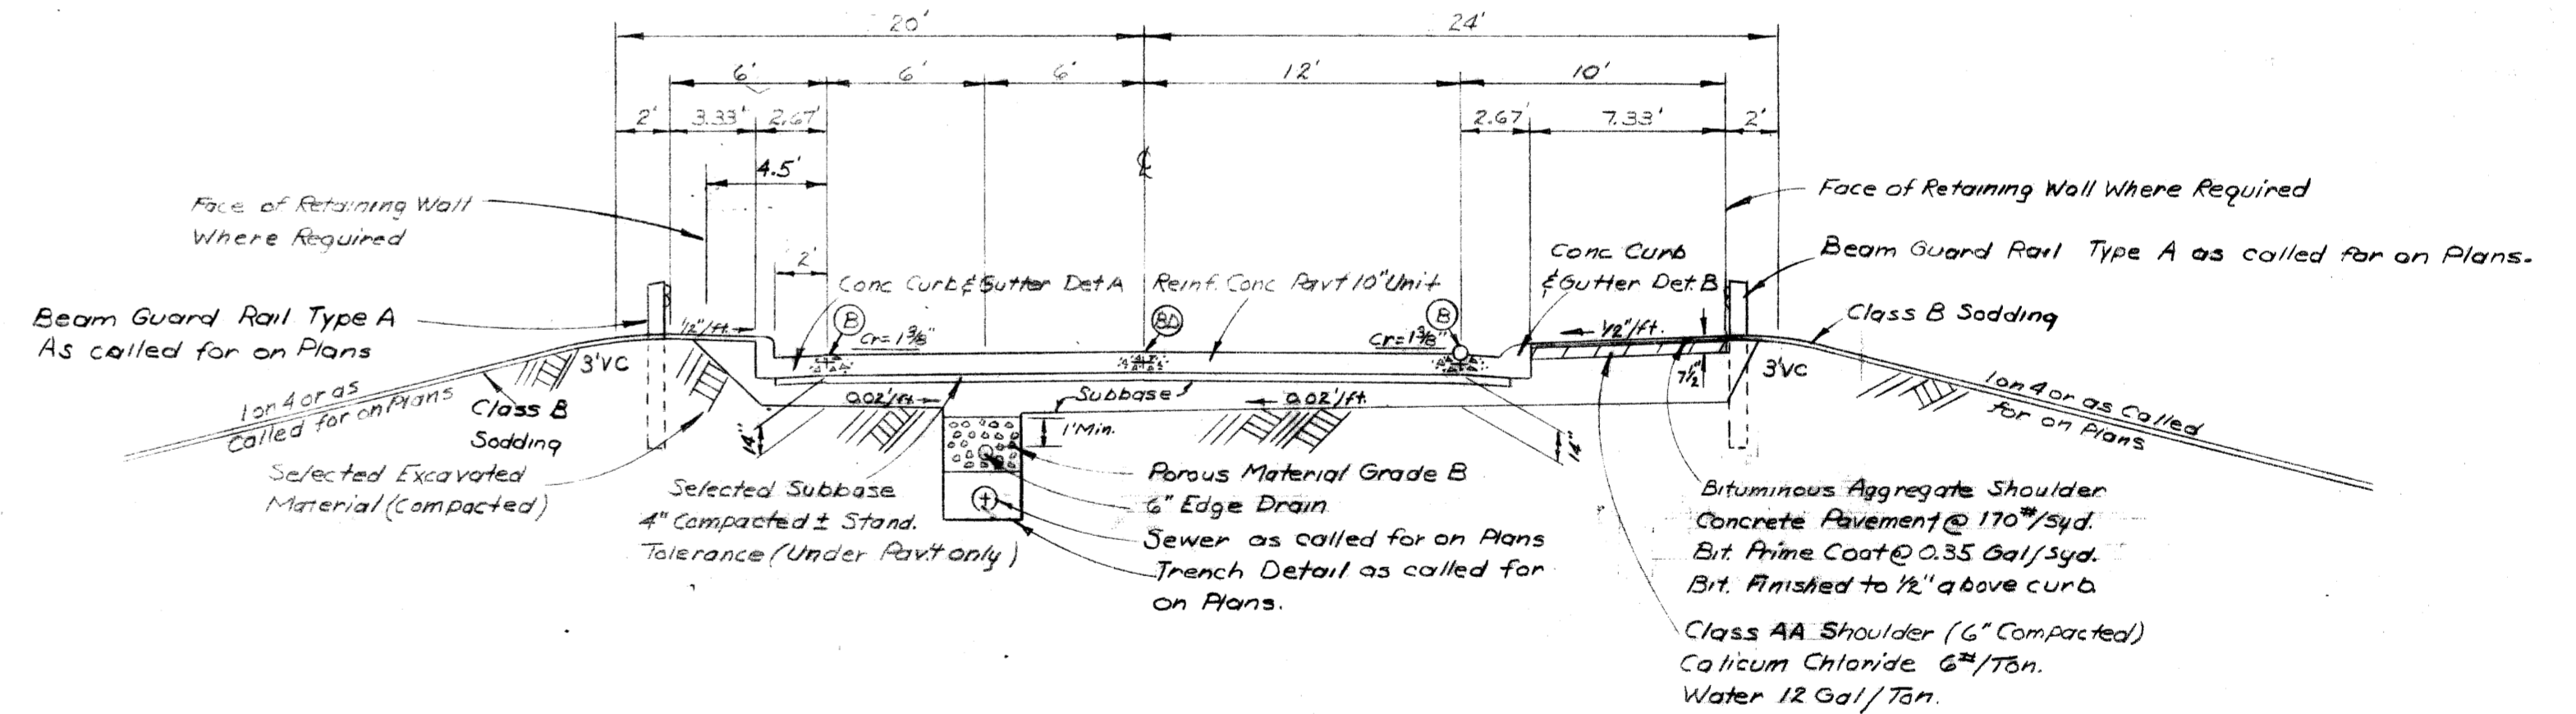 20'
24'
6'
6'
6'
12'
10'
2'
3.33'
2.67'
2.67'
7.33'
2'
4.5'
℄
Face of Retaining Wall
Where Required
Face of Retaining Wall Where Required
2'
Conc Curb & Gutter Det A
Reinf. Conc Pav't 10" Unit
Conc Curb
& Gutter Det. B
Beam Guard Rail Type A as called for on Plans.
Beam Guard Rail Type A
As called for on Plans
1/2"/ft.
B
Cr=1 3/8"
BD
B
Cr=1 3/8"
1/2"/ft.
Class B Sodding
3'VC
7 1/2"
3'VC
1 on 4 or as
called for on Plans
Class B
Sodding
0.02'/ft.
Subbase
0.02'/ft.
1 on 4 or as Called
for on Plans
14"
1' Min.
14"
Selected Excavated
Material (Compacted)
Selected Subbase
4" Compacted ± Stand.
Tolerance (Under Pav't only)
Porous Material Grade B
6" Edge Drain
Sewer as called for on Plans
Trench Detail as called for
on Plans.
Bituminous Aggregate Shoulder
Concrete Pavement @ 170#/Syd.
Bit. Prime Coat @ 0.35 Gal/Syd.
Bit. Finished to 1/2" above curb.
Class AA Shoulder (6" Compacted)
Calicum Chloride 6#/Ton.
Water 12 Gal/Ton.